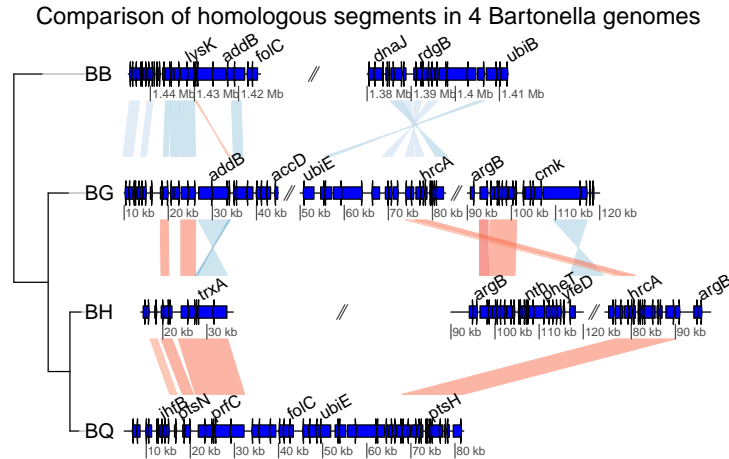 Comparison of homologous segments in 4 Bartonella genomes
lysK addB folC // dnaJ rdgB ubiB
BB
1.44 Mb 1.43 Mb 1.42 Mb 1.38 Mb 1.39 Mb 1.4 Mb 1.41 Mb
addB accD // ubiE hrcA // argB cmk
BG
10 kb 20 kb 30 kb 40 kb 50 kb 60 kb 70 kb 80 kb 90 kb 100 kb 110 kb 120 kb
trxA // argB nth pheT yfeD // hrcA argB
BH
20 kb 30 kb 90 kb 100 kb 110 kb 120 kb 80 kb 90 kb
ihfB ptsN prfC folC ubiE ptsH
BQ
10 kb 20 kb 30 kb 40 kb 50 kb 60 kb 70 kb 80 kb